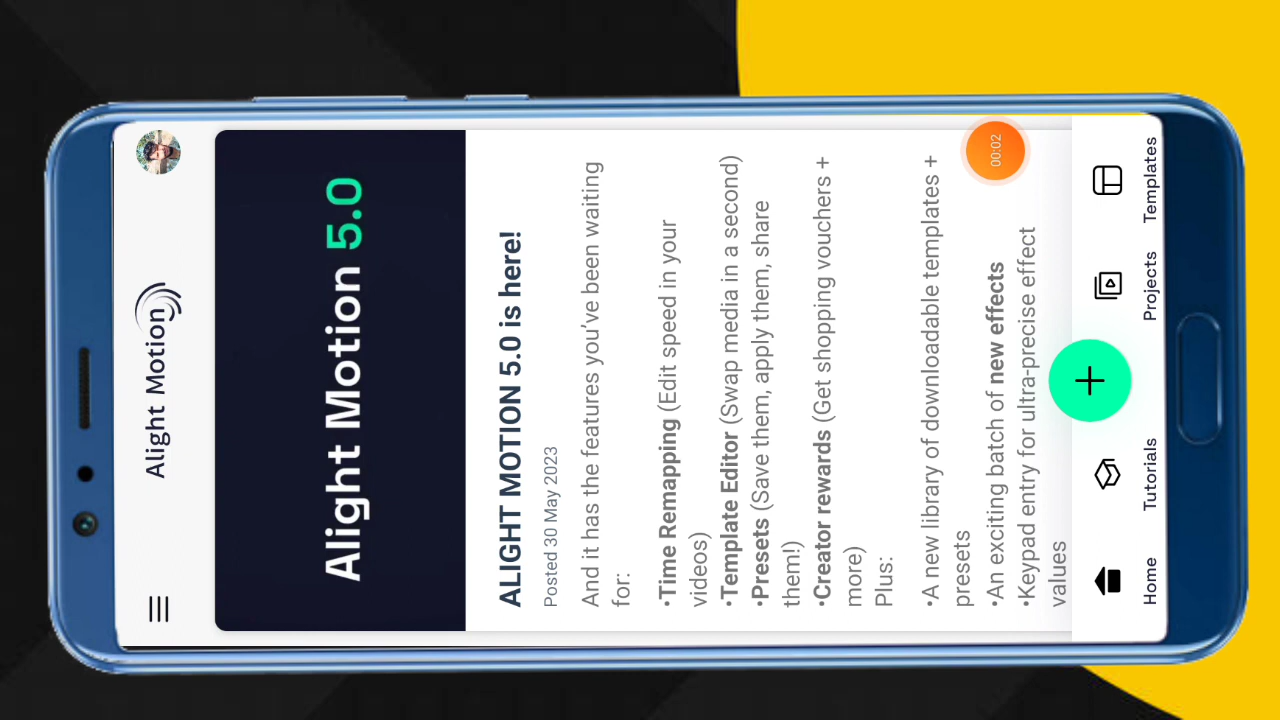 Alight Motion
Alight Motion 5.0
ALIGHT MOTION 5.0 is here!
Posted 30 May 2023
And it has the features you've been waiting
for:
•Time Remapping (Edit speed in your
videos)
•Template Editor (Swap media in a second)
•Presets (Save them, apply them, share
them!)
•Creator rewards (Get shopping vouchers +
more)
Plus:
•A new library of downloadable templates +
presets
•An exciting batch of new effects
•Keypad entry for ultra-precise effect
values
00:02
Home
Tutorials
Projects
Templates